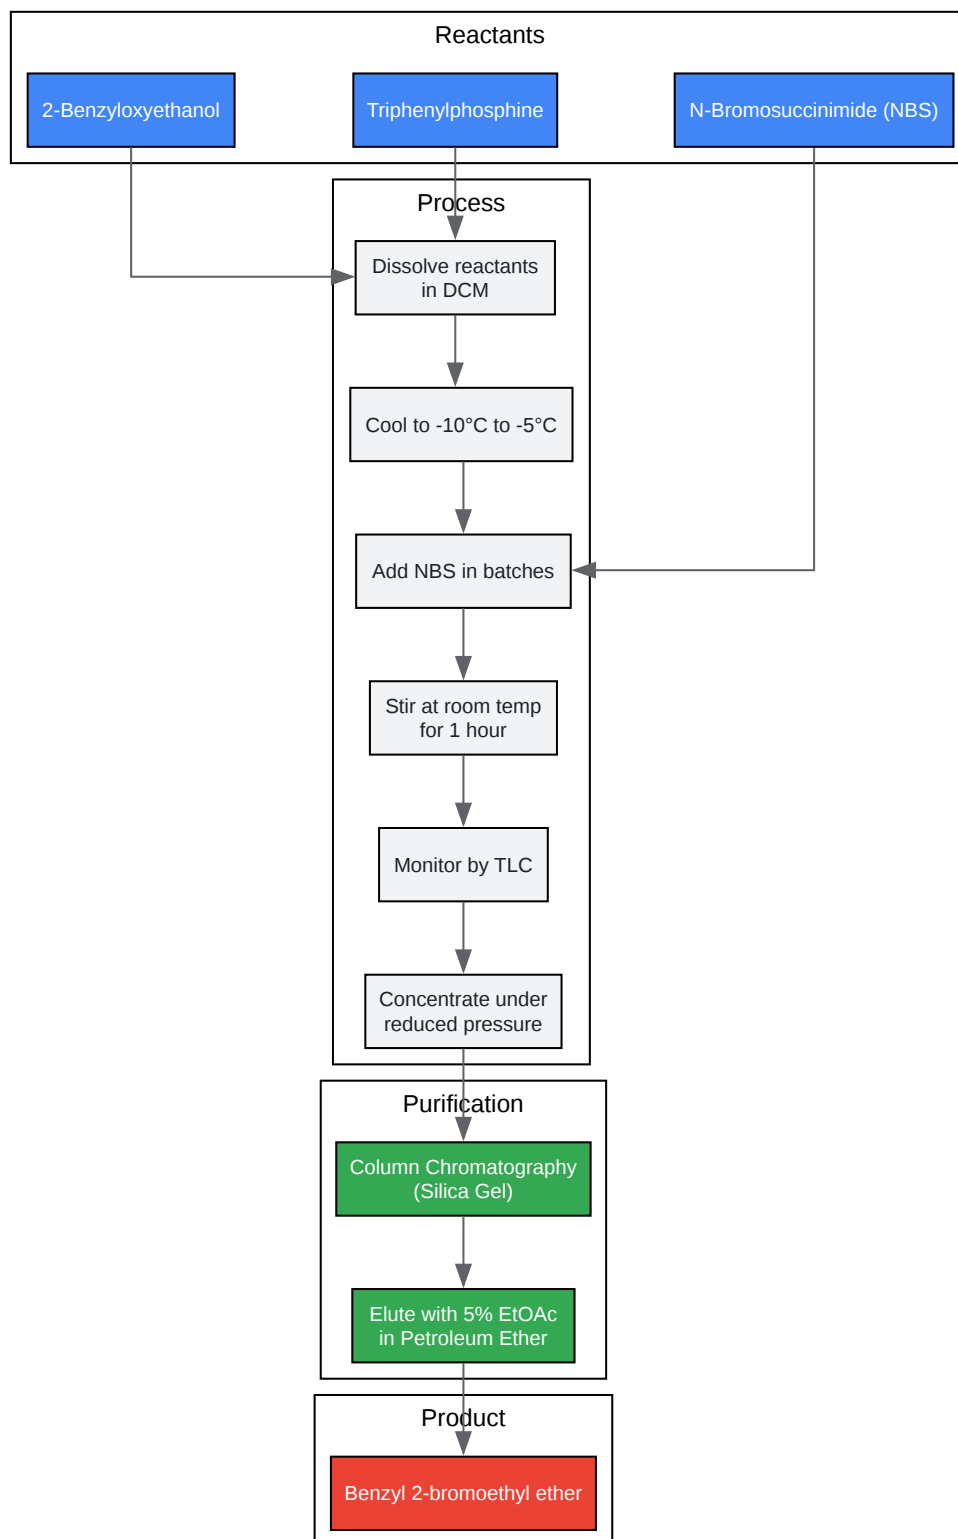 Reactants
2-Benzyloxyethanol
Triphenylphosphine
N-Bromosuccinimide (NBS)
Process
Dissolve reactants
in DCM
Cool to -10°C to -5°C
Add NBS in batches
Stir at room temp
for 1 hour
Monitor by TLC
Concentrate under
reduced pressure
Purification
Column Chromatography
(Silica Gel)
Elute with 5% EtOAc
in Petroleum Ether
Product
Benzyl 2-bromoethyl ether